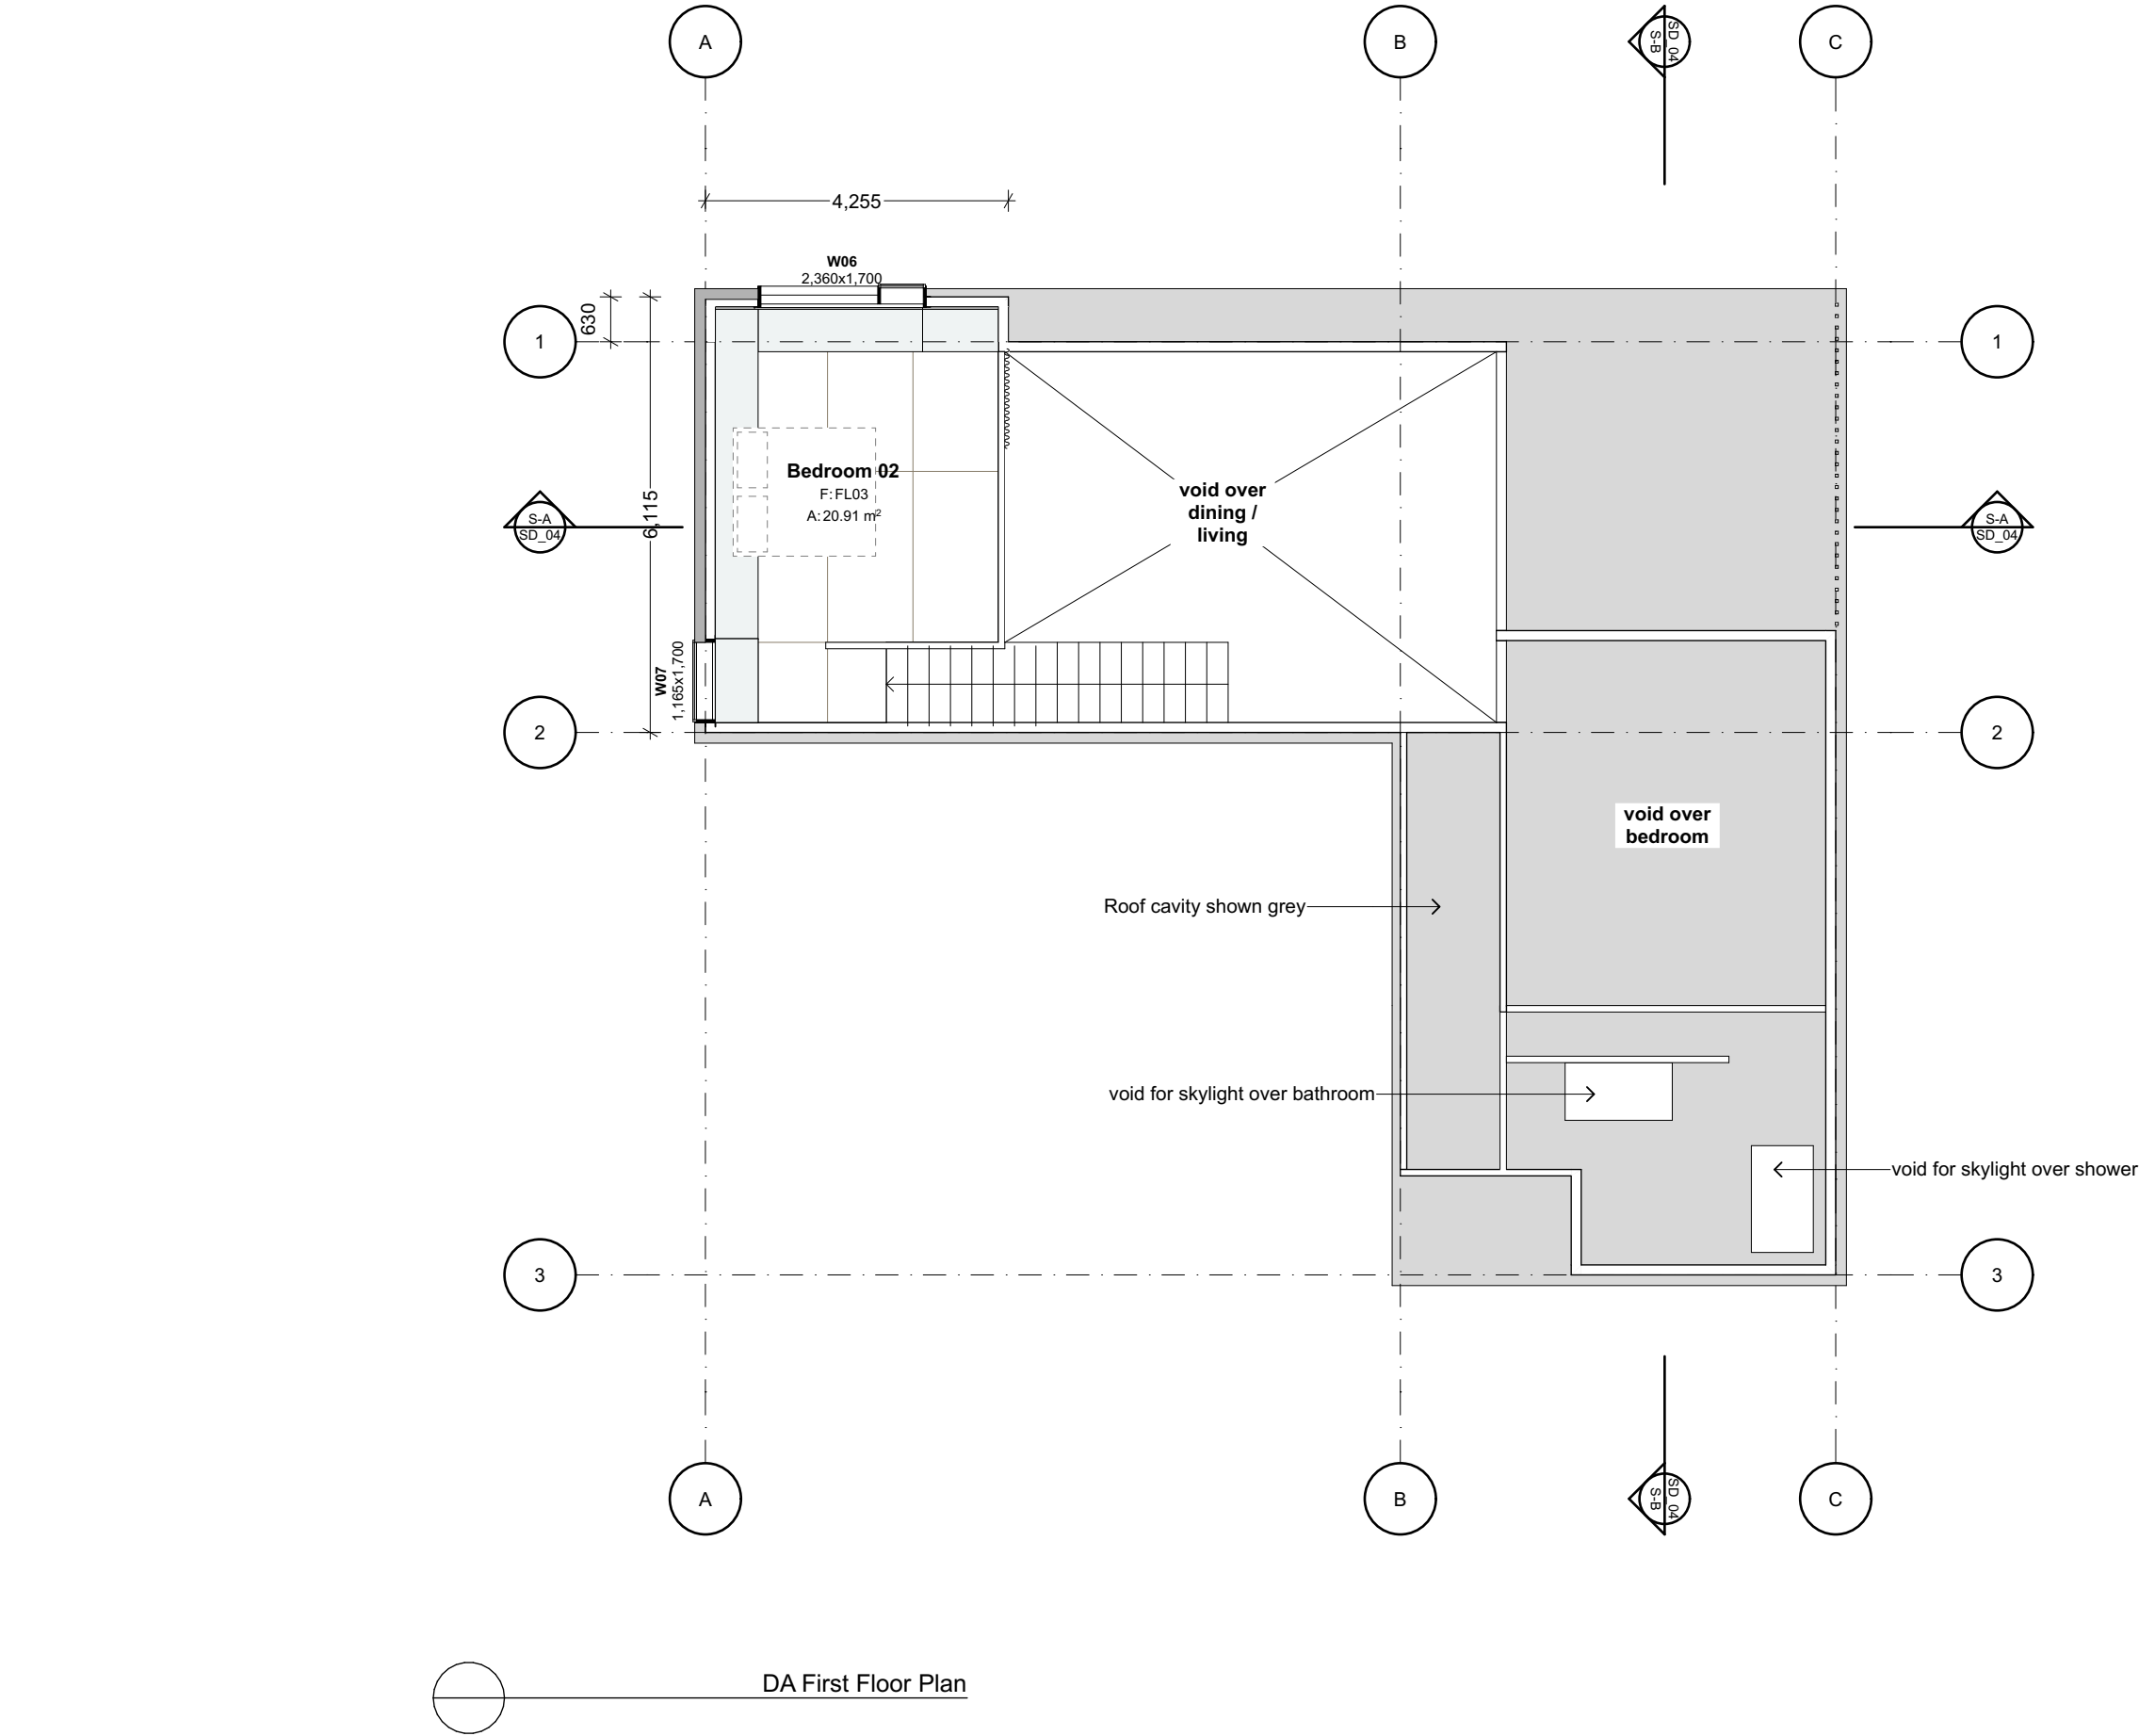 A
B
SD_04
S-B
C
4,255
W06
2,360x1,700
630
1
1
6,115
Bedroom 02
F: FL03
A: 20.91 m²
void over
dining /
living
S-A
SD_04
S-A
SD_04
W07
1,165x1,700
2
2
void over
bedroom
Roof cavity shown grey
void for skylight over bathroom
void for skylight over shower
3
3
A
B
SD_04
S-B
C
DA First Floor Plan